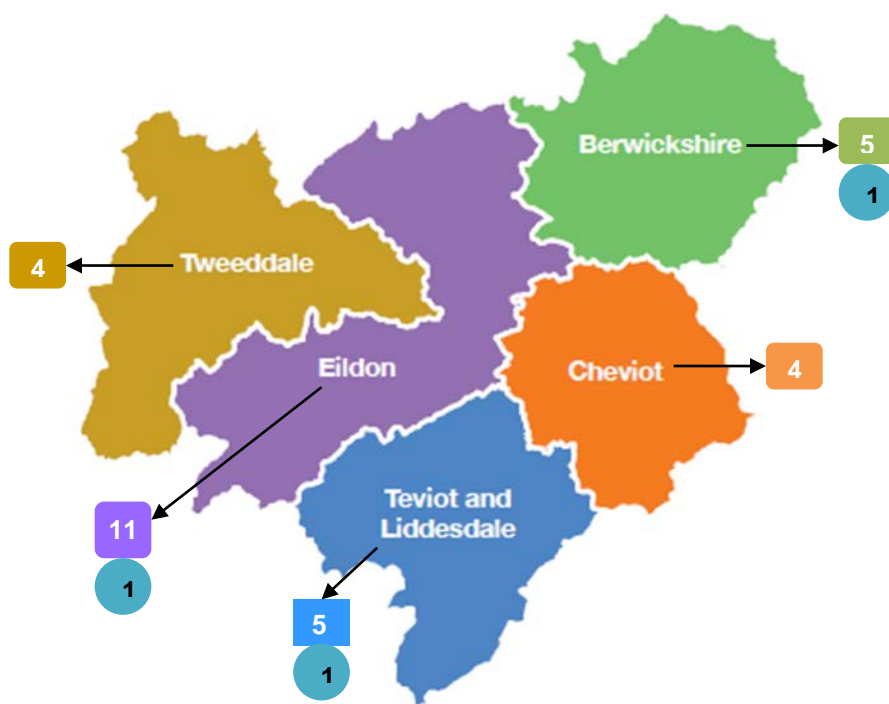 Berwickshire
5
1
Tweeddale
4
Eildon
Cheviot
4
Teviot and
Liddesdale
11
1
5
1